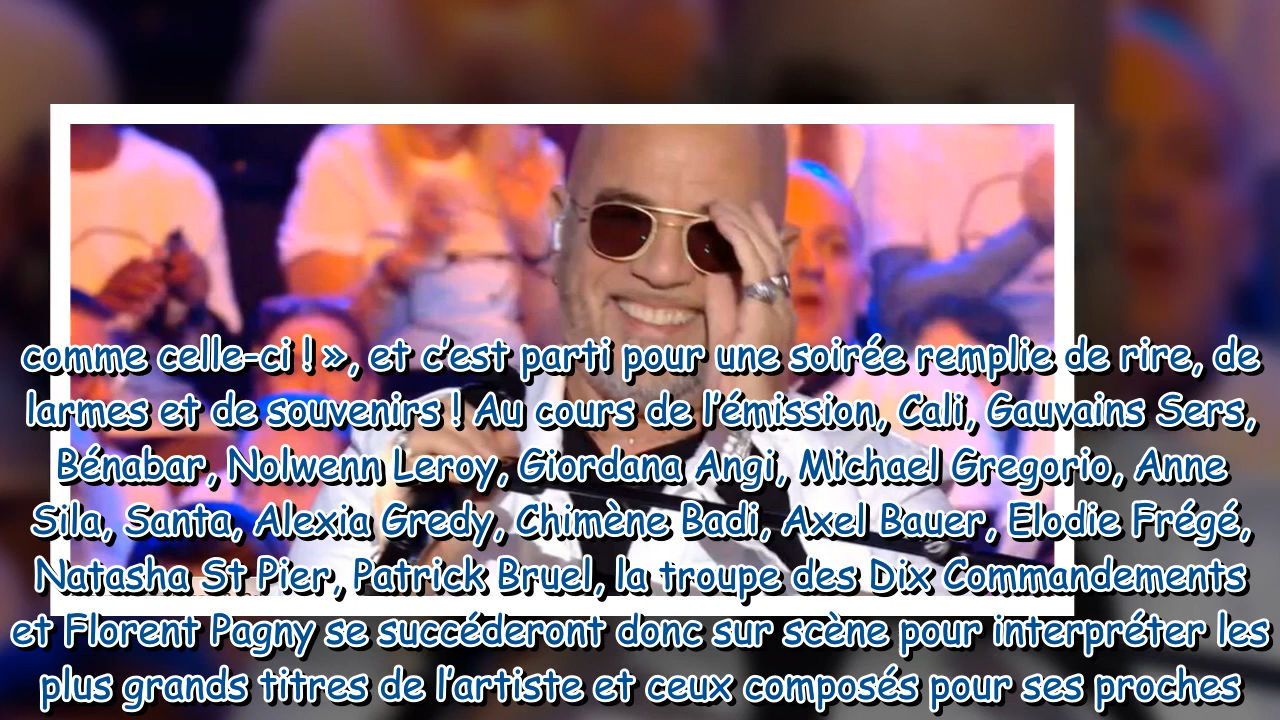 comme celle-ci ! », et c'est parti pour une soirée remplie de rire, de
larmes et de souvenirs ! Au cours de l'émission, Cali, Gauvains Sers,
Bénabar, Nolwenn Leroy, Giordana Angi, Michael Gregorio, Anne
Sila, Santa, Alexia Gredy, Chimène Badi, Axel Bauer, Elodie Frégé,
Natasha St Pier, Patrick Bruel, la troupe des Dix Commandements
et Florent Pagny se succéderont donc sur scène pour interpréter les
plus grands titres de l'artiste et ceux composés pour ses proches